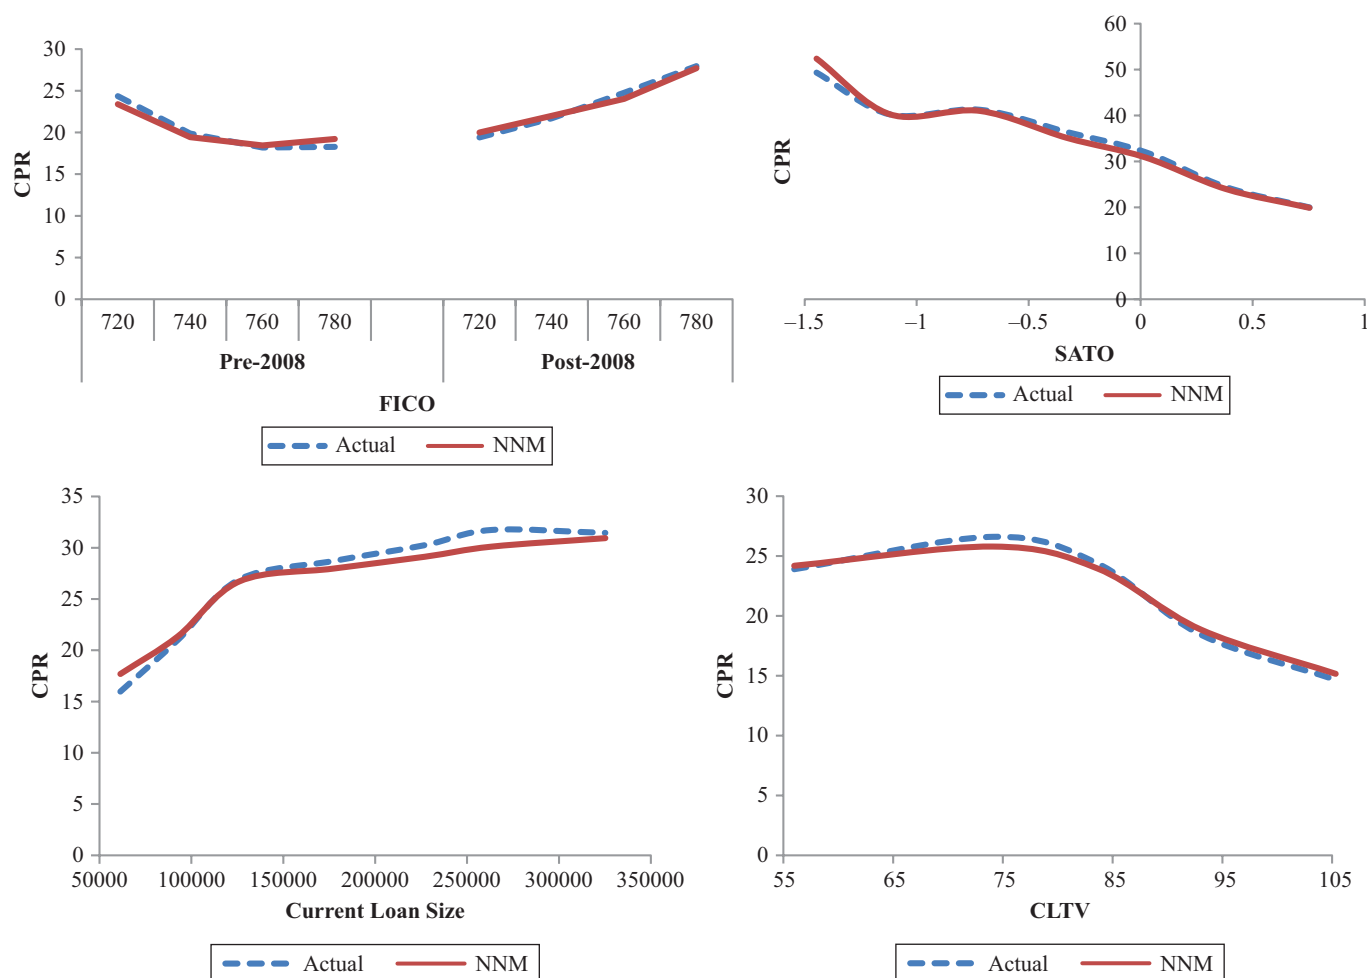 30
25
20
15
10
5
0
CPR
720 740 760 780 720 740 760 780
Pre-2008 Post-2008
FICO
Actual NNM
60
50
40
30
20
10
0
CPR
–1.5 –1 –0.5 0 0.5 1
SATO
Actual NNM
35
30
25
20
15
10
5
0
CPR
50000 100000 150000 200000 250000 300000 350000
Current Loan Size
Actual NNM
30
25
20
15
10
5
0
CPR
55 65 75 85 95 105
CLTV
Actual NNM